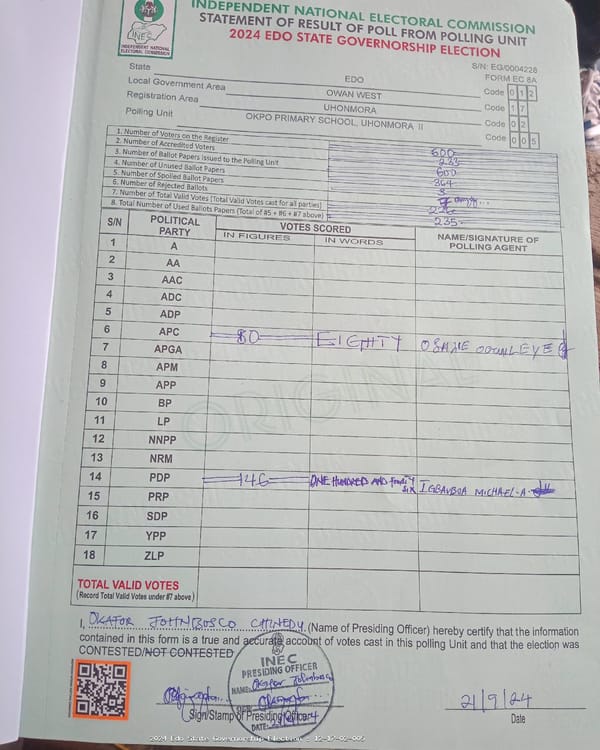 INEC
INDEPENDENT NATIONAL ELECTORAL COMMISSION
INDEPENDENT NATIONAL ELECTORAL COMMISSION
STATEMENT OF RESULT OF POLL FROM POLLING UNIT
2024 EDO STATE GOVERNORSHIP ELECTION
S/N: EG/0004228
FORM EC 8A
State EDO Code 0 1 2
Local Government Area OWAN WEST Code 1 7
Registration Area UHONMORA Code 0 2
Polling Unit OKPO PRIMARY SCHOOL, UHONMORA II Code 0 0 5
1. Number of Voters on the Register 600
2. Number of Accredited Voters 235
3. Number of Ballot Papers Issued to the Polling Unit 600
4. Number of Unused Ballot Papers 364
5. Number of Spoiled Ballot Papers
6. Number of Rejected Ballots 7
7. Number of Total Valid Votes (Total Valid Votes cast for all parties)
8. Total Number of Used Ballots Papers (Total of #5 + #6 + #7 above) 235
S/N POLITICAL PARTY VOTES SCORED NAME/SIGNATURE OF POLLING AGENT
IN FIGURES IN WORDS
1 A
2 AA
3 AAC
4 ADC
5 ADP
6 APC 80 EIGHTY
7 APGA
8 APM
9 APP
10 BP
11 LP
12 NNPP
13 NRM
14 PDP 146 ONE HUNDRED AND FOURTY SIX MICHAEL-A.
15 PRP
16 SDP
17 YPP
18 ZLP
ORIGINAL
TOTAL VALID VOTES
(Record Total Valid Votes under #7 above)
I, OKAFOR JOHNBOSCO CHINEDU (Name of Presiding Officer) hereby certify that the information
contained in this form is a true and accurate account of votes cast in this polling Unit and that the election was
CONTESTED/NOT CONTESTED
INEC
PRESIDING OFFICER
NAME: Okafor Johnbosco
DATE:
Sign/Stamp of Presiding Officer
21/9/24
Date
2024 Edo State Governorship Election - 12-17-02-005